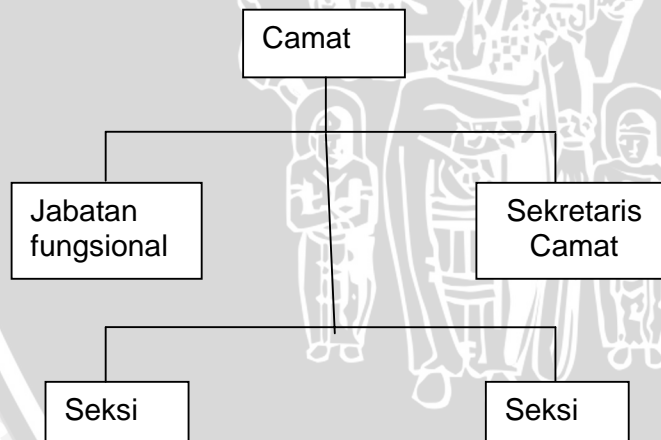 Camat
Jabatan
fungsional
Sekretaris
Camat
Seksi
Seksi